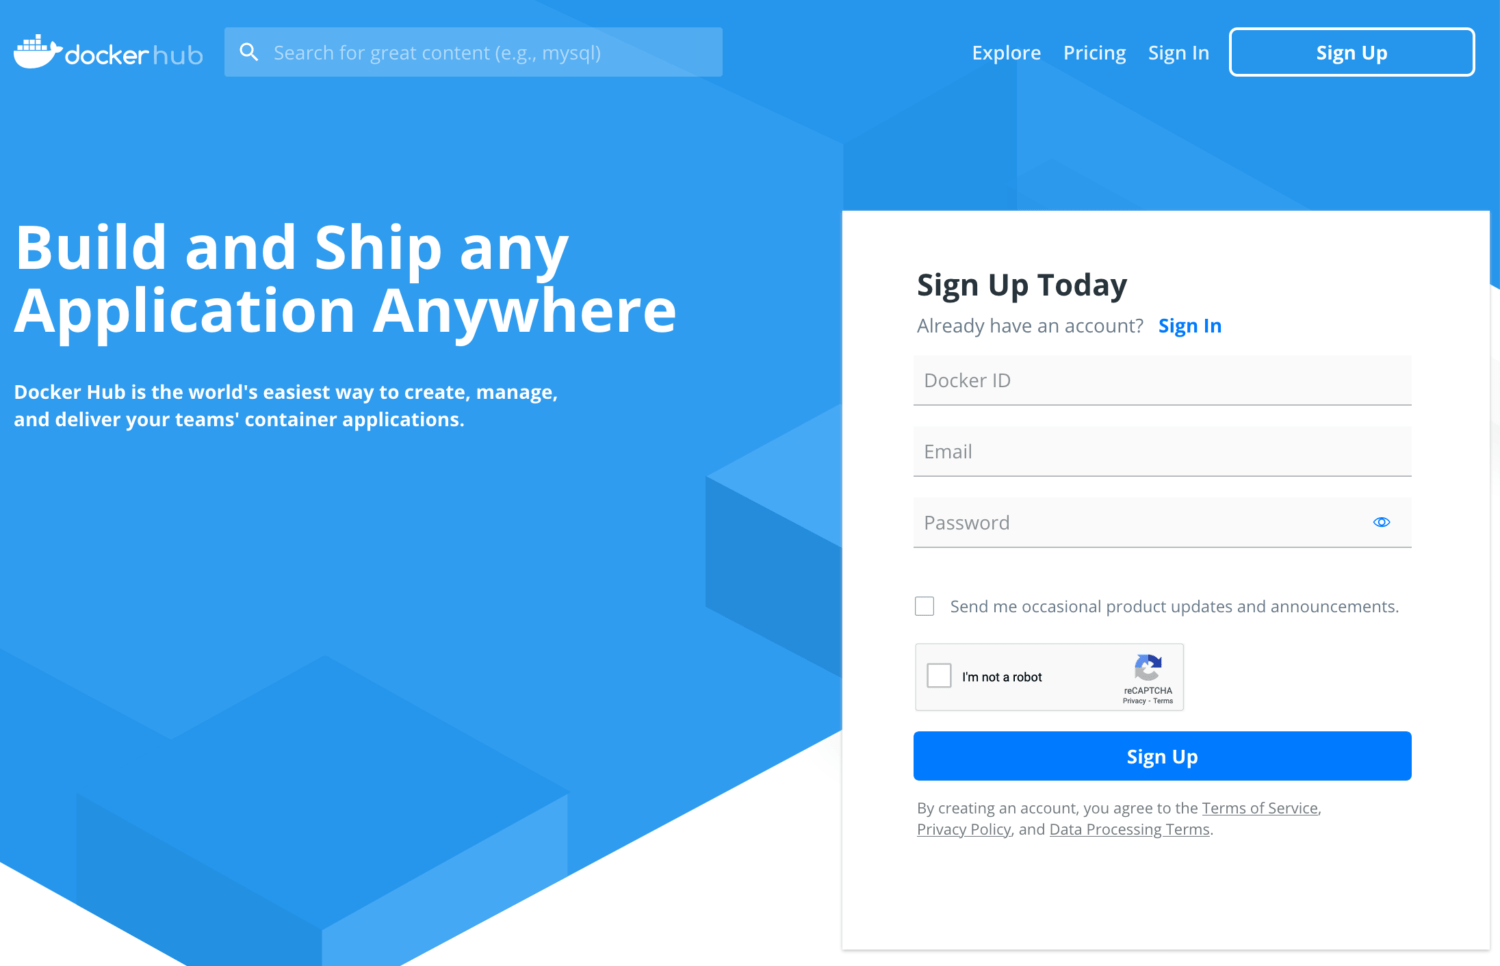 docker hub
Search for great content (e.g., mysql)
Explore
Pricing
Sign In
Sign Up
Build and Ship any
Application Anywhere
Docker Hub is the world's easiest way to create, manage,
and deliver your teams' container applications.
Sign Up Today
Already have an account? Sign In
Docker ID
Email
Password
Send me occasional product updates and announcements.
I'm not a robot
reCAPTCHA
Privacy - Terms
Sign Up
By creating an account, you agree to the Terms of Service,
Privacy Policy, and Data Processing Terms.